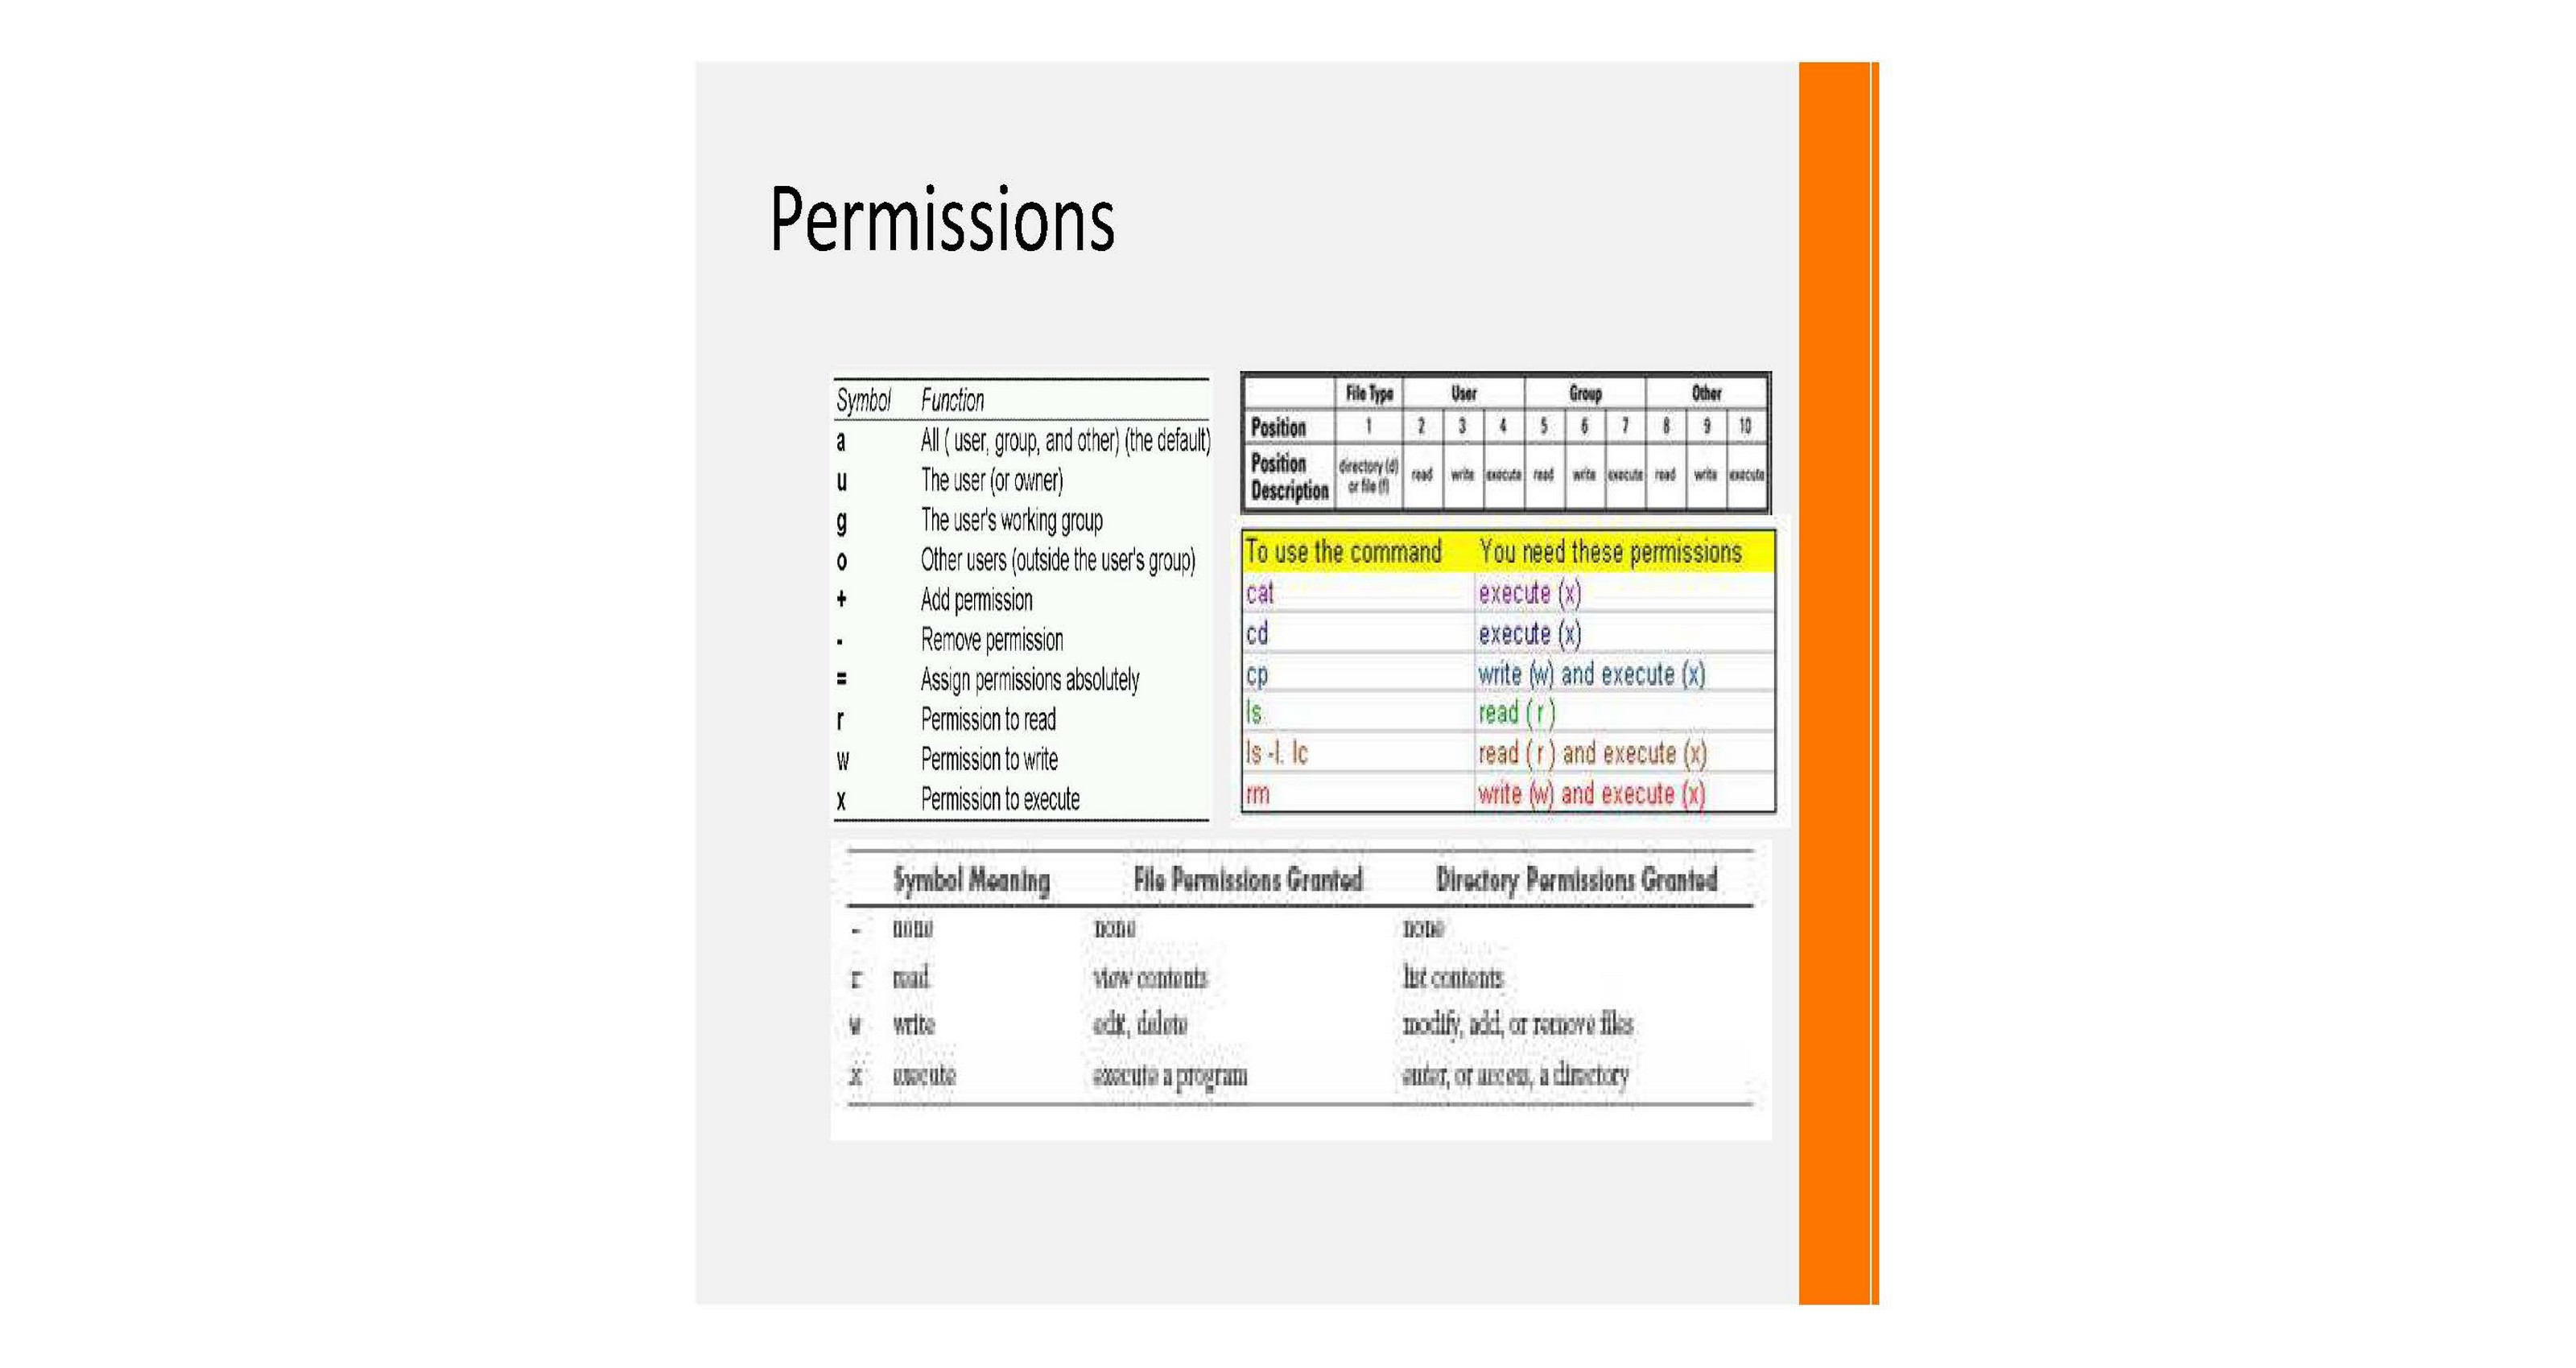 Permissions
Symbol Function
a All ( user, group, and other) (the default)
u The user (or owner)
g The user's working group
o Other users (outside the user's group)
+ Add permission
- Remove permission
= Assign permissions absolutely
r Permission to read
w Permission to write
x Permission to execute
File Type User Group Other
Position 1 2 3 4 5 6 7 8 9 10
Position Description directory (d) or file (f) read write execute read write execute read write execute
To use the command You need these permissions
cat execute (x)
cd execute (x)
cp write (w) and execute (x)
ls read ( r )
ls -l. lc read ( r ) and execute (x)
rm write (w) and execute (x)
Symbol Meaning File Permissions Granted Directory Permissions Granted
- none none none
r read view contents list contents
w write edit, delete modify, add, or remove files
x execute execute a program enter, or access, a directory